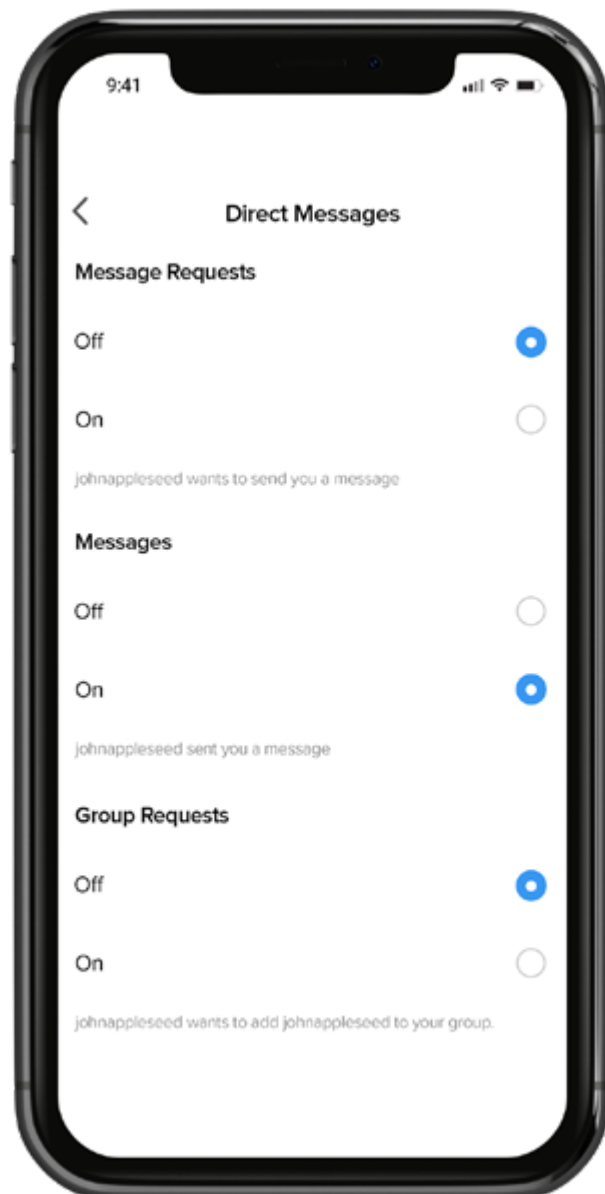 9:41
Direct Messages
Message Requests
Off
On
johnappleseed wants to send you a message
Messages
Off
On
johnappleseed sent you a message
Group Requests
Off
On
johnappleseed wants to add johnappleseed to your group.